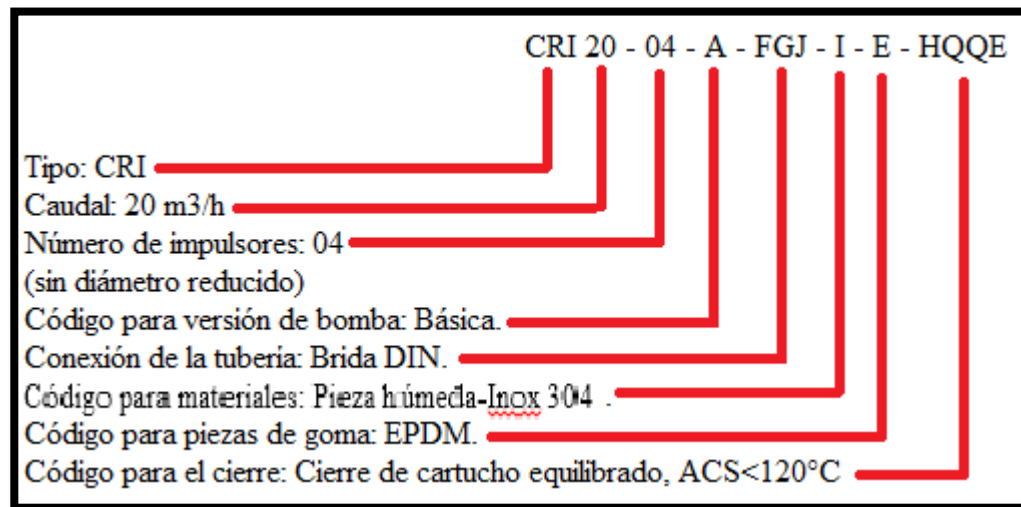 CRI 20 - 04 - A - FGJ - I - E - HQQE
Tipo: CRI
Caudal: 20 m3/h
Número de impulsores: 04
(sin diámetro reducido)
Código para versión de bomba: Básica.
Conexión de la tubería: Brida DIN.
Código para materiales: Pieza húmeda-Inox 304 .
Código para piezas de goma: EPDM.
Código para el cierre: Cierre de cartucho equilibrado, ACS<120°C